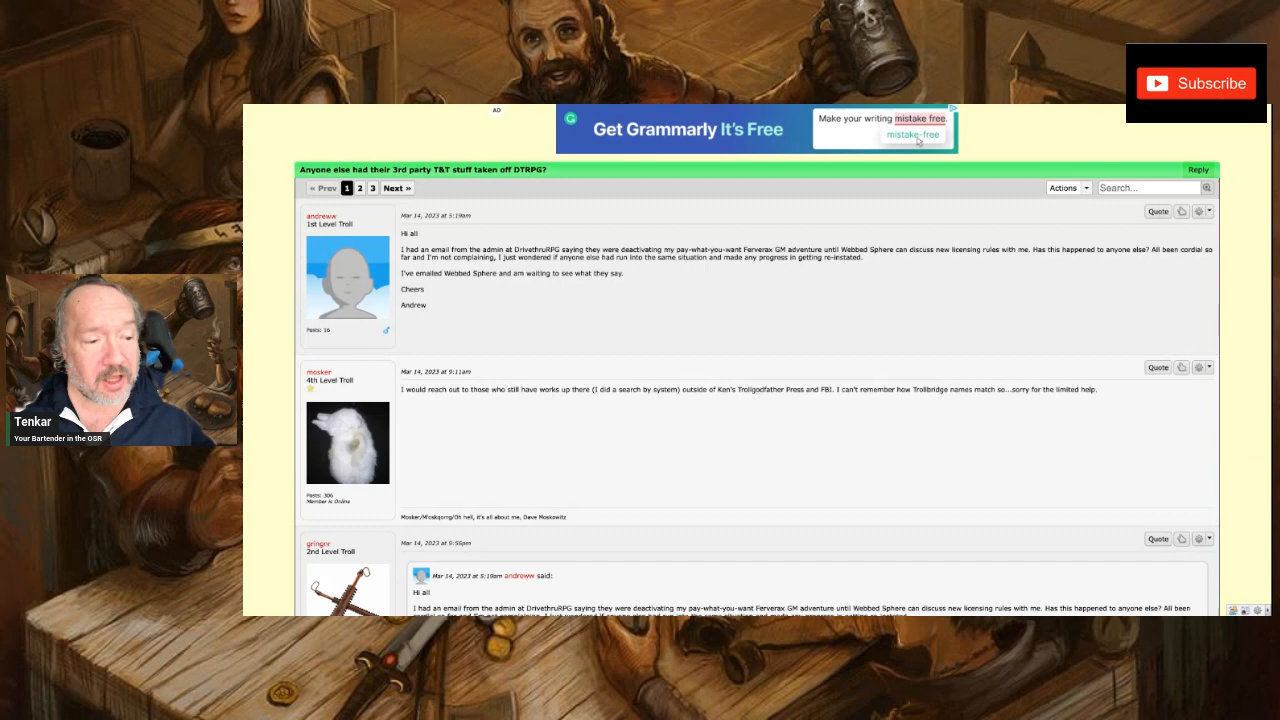 Subscribe
AD
Get Grammarly It's Free
Make your writing mistake free.
mistake-free
Anyone else had their 3rd party T&T stuff taken off DTRPG?
Reply
« Prev 1 2 3 Next »
Actions
Search...
andreww
1st Level Troll
Posts: 16
Mar 14, 2023 at 5:19am
Quote
Hi all
I had an email from the admin at DrivethruRPG saying they were deactivating my pay-what-you-want Ferverax GM adventure until Webbed Sphere can discuss new licensing rules with me. Has this happened to anyone else? All been cordial so
far and I'm not complaining, I just wondered if anyone else had run into the same situation and made any progress in getting re-instated.
I've emailed Webbed Sphere and am waiting to see what they say.
Cheers
Andrew
mosker
4th Level Troll
Posts: 306
Member is Online
Mar 14, 2023 at 9:11am
Quote
I would reach out to those who still have works up there (I did a search by system) outside of Ken's Trollgodfather Press and FBI. I can't remember how Trollbridge names match so...sorry for the limited help.
Mosker/M'oskqorrg/Oh hell, it's all about me, Dave Moskowitz
gringnr
2nd Level Troll
Mar 14, 2023 at 9:56pm
Quote
Mar 14, 2023 at 5:19am andreww said:
Hi all
I had an email from the admin at DrivethruRPG saying they were deactivating my pay-what-you-want Ferverax GM adventure until Webbed Sphere can discuss new licensing rules with me. Has this happened to anyone else? All been
Tenkar
Your Bartender in the OSR